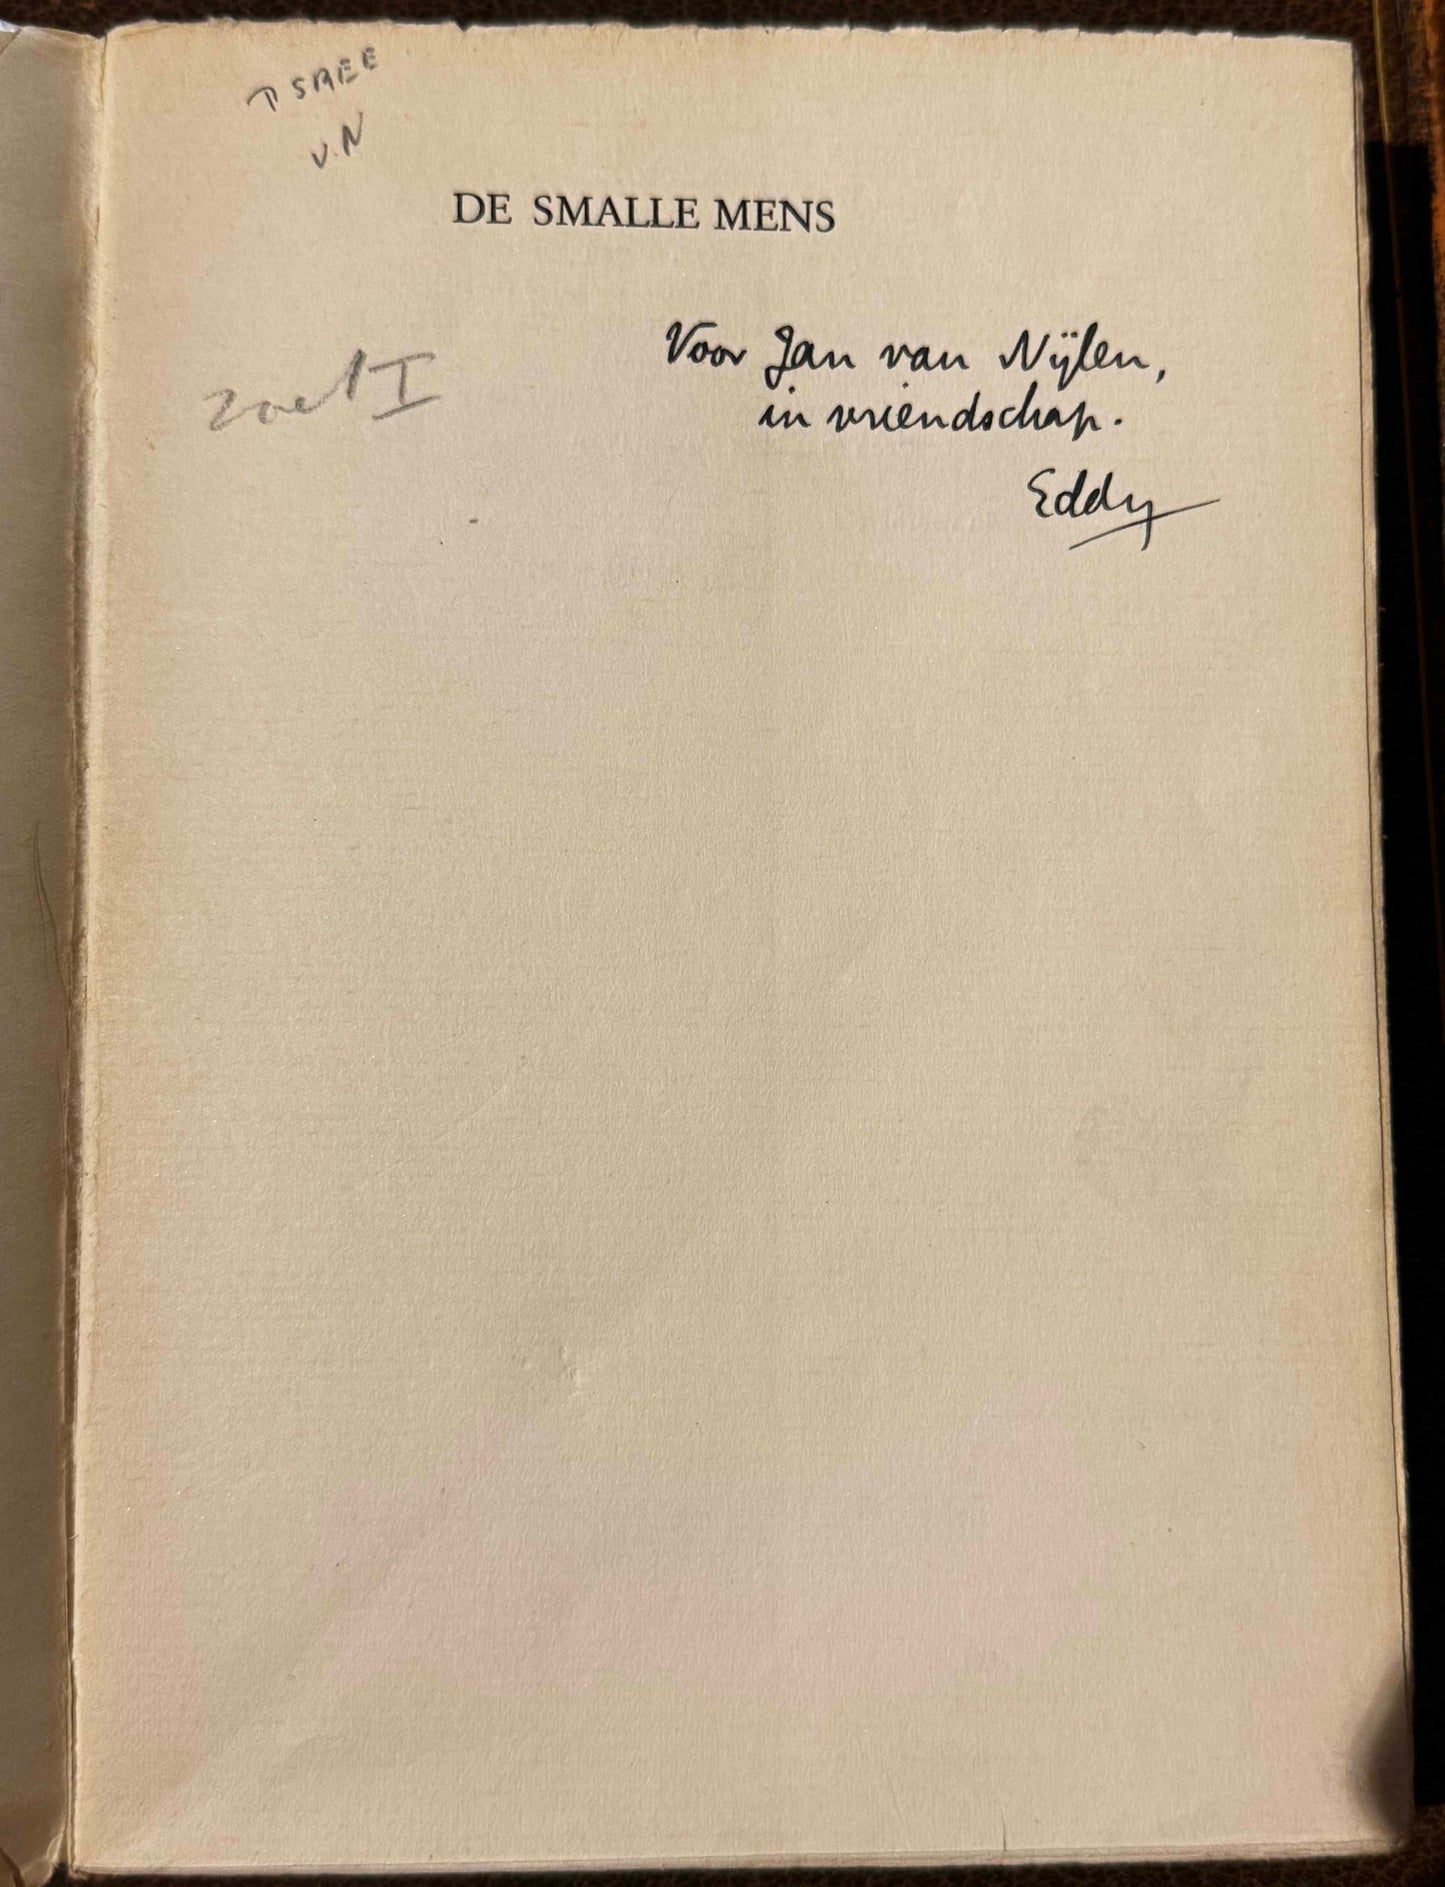 V.N
DE SMALLE MENS
Voor Jan van Nijlen,
in vriendschap.
Eddy